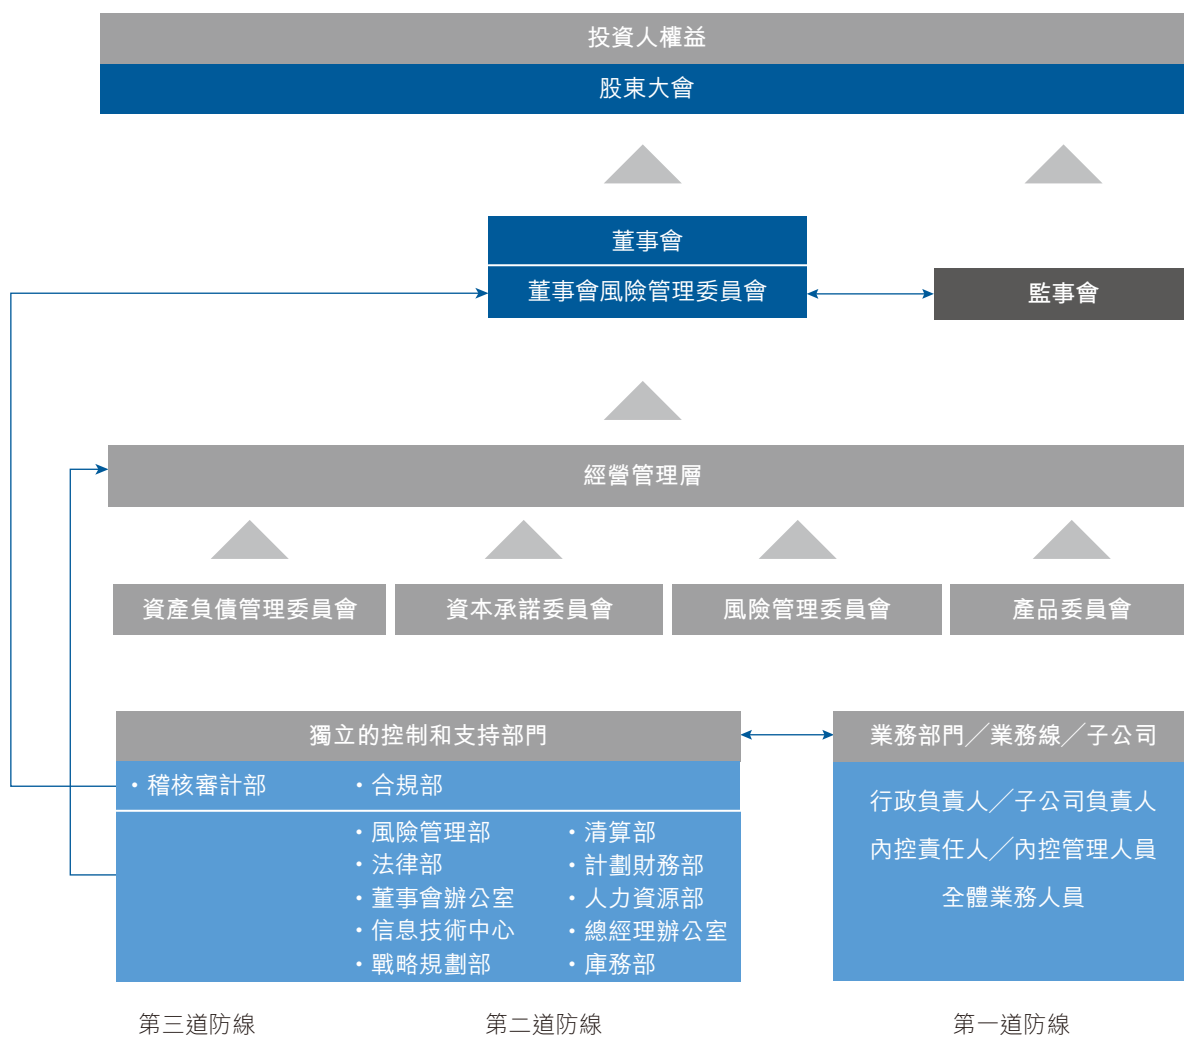 投資人權益
股東大會
董事會
董事會風險管理委員會
監事會
經營管理層
資產負債管理委員會
資本承諾委員會
風險管理委員會
產品委員會
獨立的控制和支持部門
業務部門╱業務線╱子公司
•稽核審計部
•合規部
•風險管理部
•法律部
•董事會辦公室
•信息技術中心
•戰略規劃部
•清算部
•計劃財務部
•人力資源部
•總經理辦公室
•庫務部
行政負責人╱子公司負責人
內控責任人╱內控管理人員
全體業務人員
第三道防線
第二道防線
第一道防線